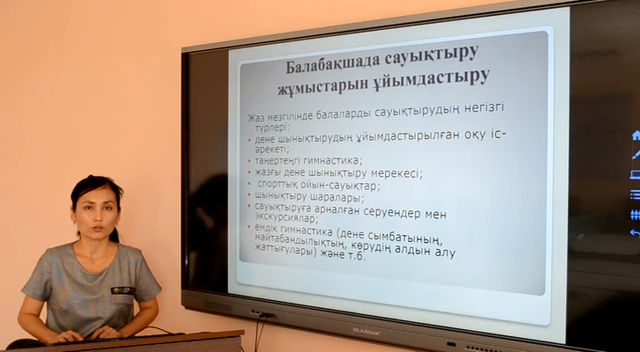 Балабақшада сауықтыру
жұмыстарын ұйымдастыру
Жаз мезгілінде балаларды сауықтырудың негізгі
түрлері:
• дене шынықтырудың ұйымдастырылған оқу іс-
әрекеті;
• таңертеңгі гимнастика;
• жазғы дене шынықтыру мерекесі;
• спорттық ойын-сауықтар;
• шынықтыру шаралары;
• сауықтыруға арналған серуендер мен
экскурсиялар;
• емдік гимнастика (дене сымбатының,
майтабандылықтың, көрудің алдын алу
жаттығулары) және т.б.